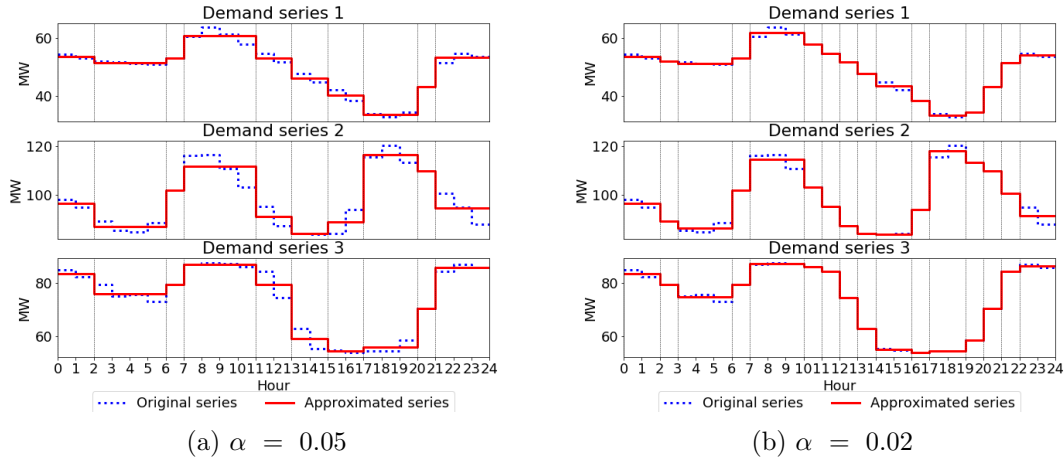 Demand series 1
60
40
MW
Demand series 2
120
100
MW
Demand series 3
80
60
MW
0 1 2 3 4 5 6 7 8 9 10 11 12 13 14 15 16 17 18 19 20 21 22 23 24
Hour
Original series Approximated series
(a) α = 0.05
Demand series 1
60
40
MW
Demand series 2
120
100
MW
Demand series 3
80
60
MW
0 1 2 3 4 5 6 7 8 9 10 11 12 13 14 15 16 17 18 19 20 21 22 23 24
Hour
Original series Approximated series
(b) α = 0.02